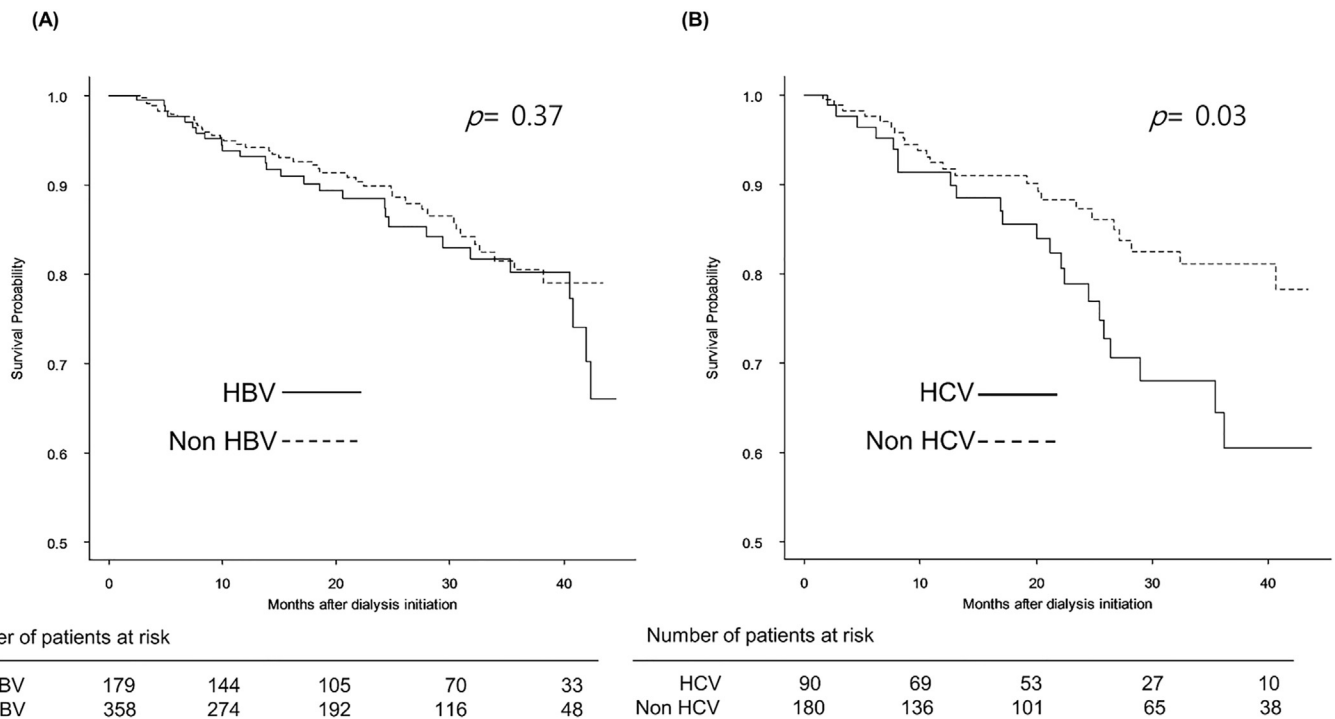 (A)
p= 0.37
1.0
0.9
0.8
0.7
0.6
0.5
Survival Probability
HBV
Non HBV
0 10 20 30 40
Months after dialysis initiation
er of patients at risk
BV 179 144 105 70 33
BV 358 274 192 116 48
(B)
p= 0.03
1.0
0.9
0.8
0.7
0.6
0.5
Survival Probability
HCV
Non HCV
0 10 20 30 40
Months after dialysis initiation
Number of patients at risk
HCV 90 69 53 27 10
Non HCV 180 136 101 65 38